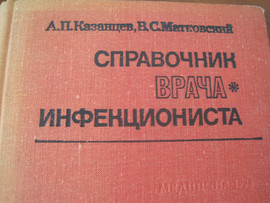 А.П.Казанцев, В.С.Матковский
СПРАВОЧНИК
ВРАЧА*
ИНФЕКЦИОНИСТА